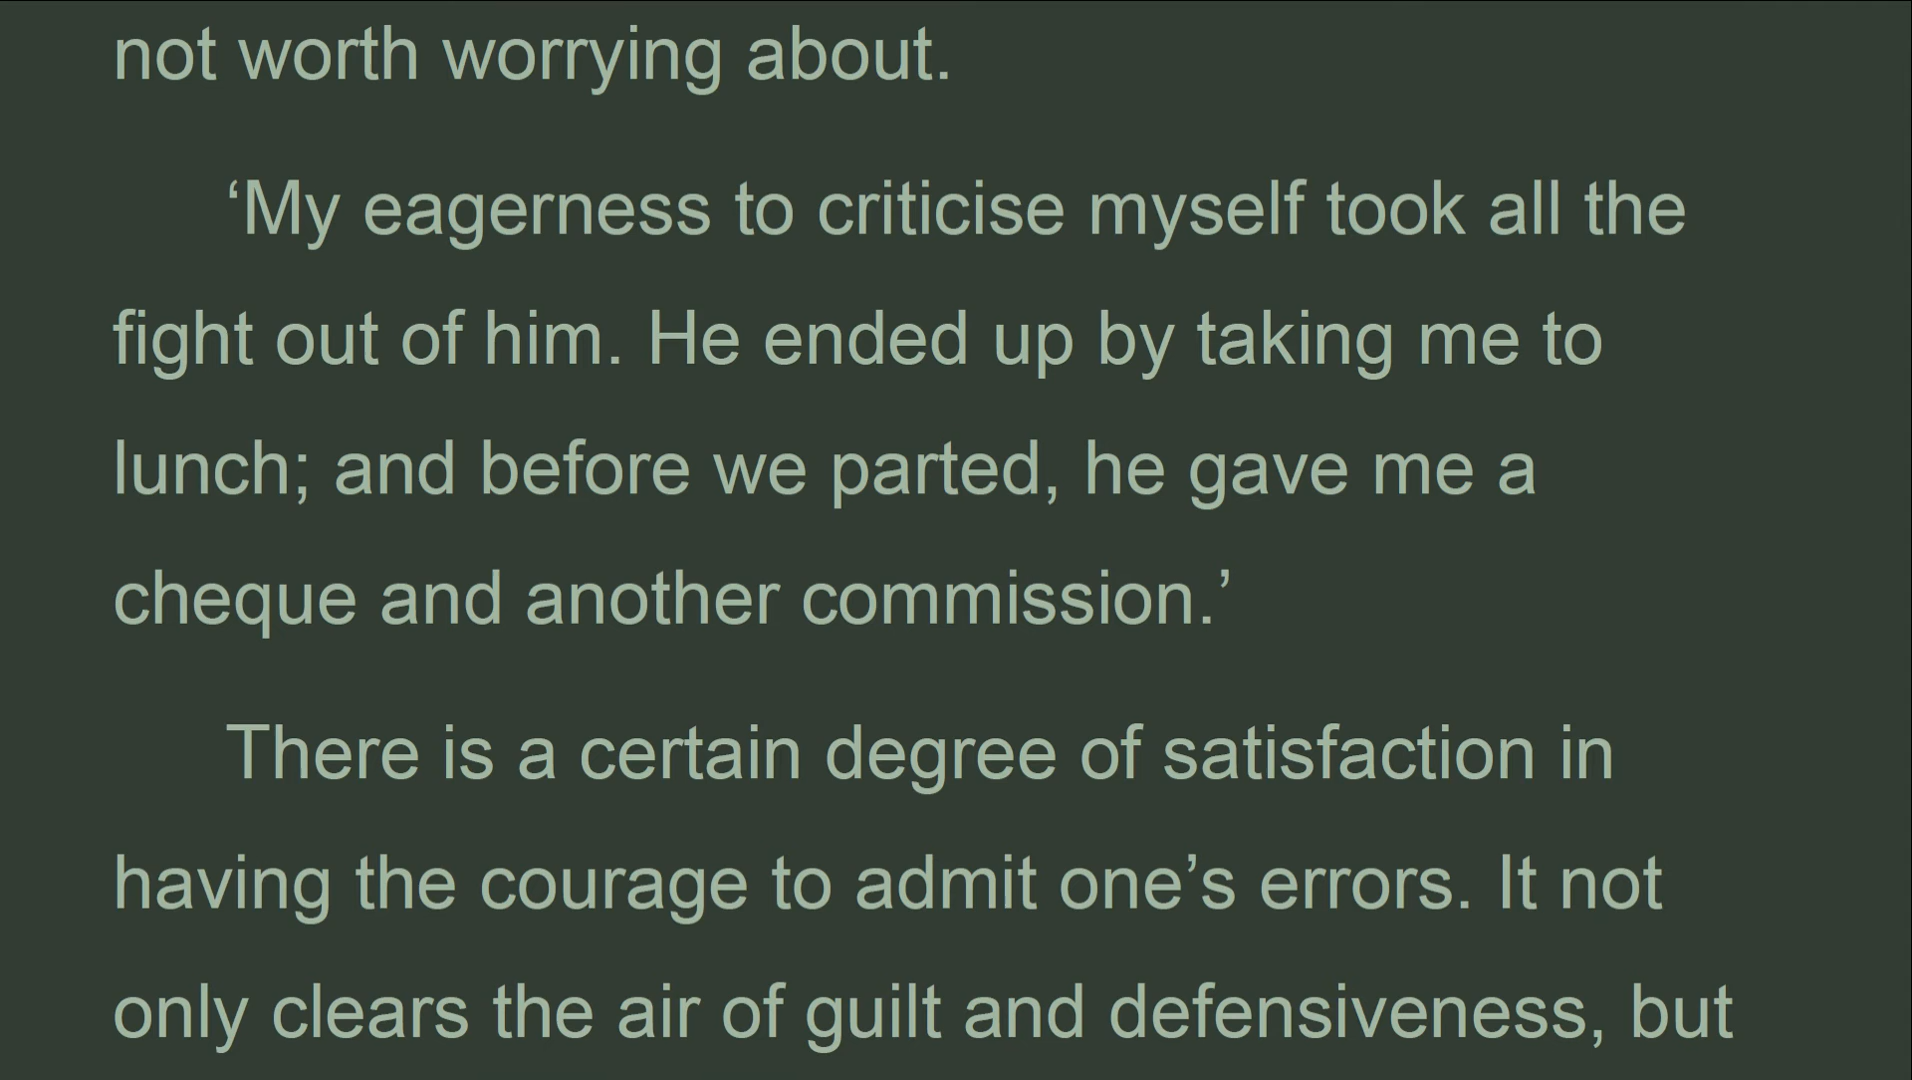 not worth worrying about.
‘My eagerness to criticise myself took all the
fight out of him. He ended up by taking me to
lunch; and before we parted, he gave me a
cheque and another commission.’
There is a certain degree of satisfaction in
having the courage to admit one’s errors. It not
only clears the air of guilt and defensiveness, but